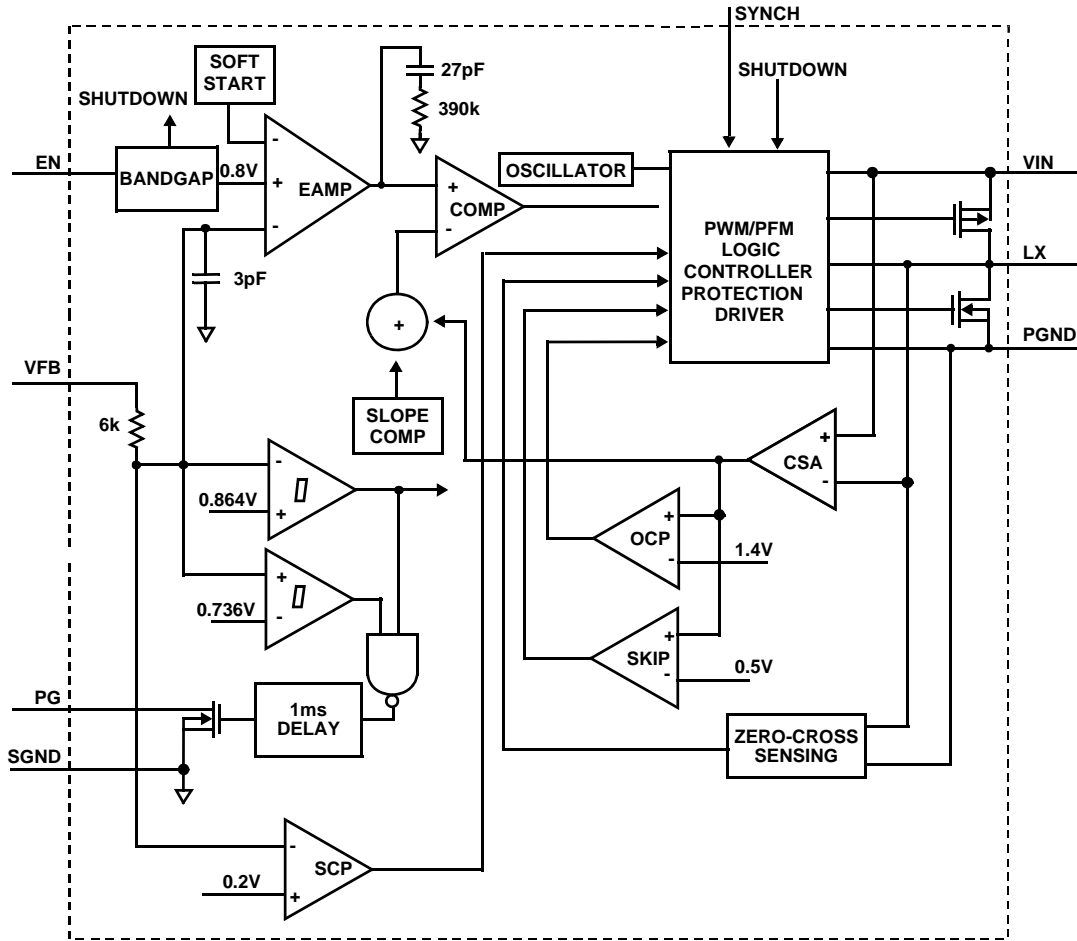 SYNCH
SHUTDOWN
SOFT
START
27pF
390k
SHUTDOWN
EN
BANDGAP
0.8V
-
+
-
EAMP
3pF
+
-
COMP
OSCILLATOR
PWM/PFM
LOGIC
CONTROLLER
PROTECTION
DRIVER
VIN
LX
PGND
+
SLOPE
COMP
VFB
6k
-
+
0.864V
+
-
0.736V
+
-
CSA
+
-
OCP
1.4V
+
-
SKIP
0.5V
PG
SGND
1ms
DELAY
ZERO-CROSS
SENSING
-
+
SCP
0.2V